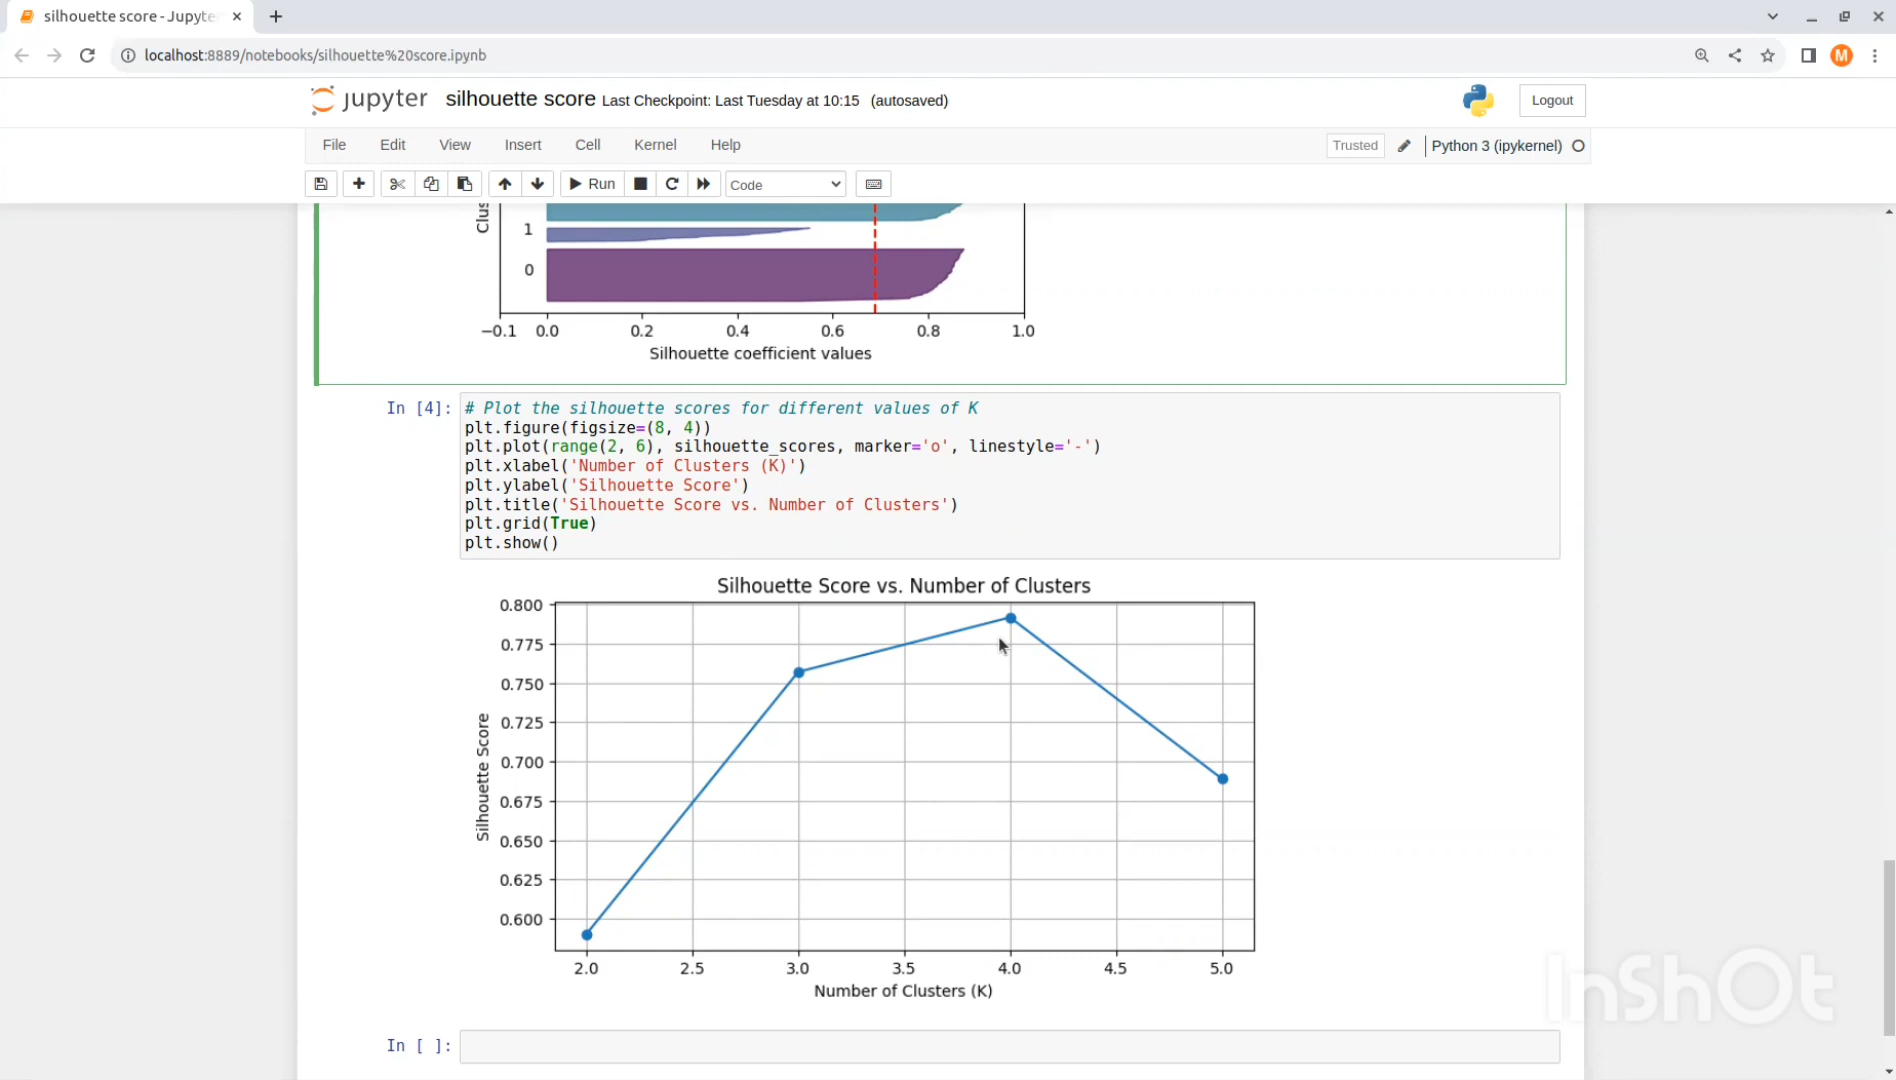 silhouette score - Jupyte
localhost:8889/notebooks/silhouette%20score.ipynb
M
jupyter silhouette score Last Checkpoint: Last Tuesday at 10:15 (autosaved)
Logout
File Edit View Insert Cell Kernel Help
Trusted Python 3 (ipykernel)
Run Code
Clus
1
0
−0.1 0.0 0.2 0.4 0.6 0.8 1.0
Silhouette coefficient values
In [4]:
# Plot the silhouette scores for different values of K
plt.figure(figsize=(8, 4))
plt.plot(range(2, 6), silhouette_scores, marker='o', linestyle='-')
plt.xlabel('Number of Clusters (K)')
plt.ylabel('Silhouette Score')
plt.title('Silhouette Score vs. Number of Clusters')
plt.grid(True)
plt.show()
Silhouette Score vs. Number of Clusters
0.800
0.775
0.750
0.725
0.700
0.675
0.650
0.625
0.600
Silhouette Score
2.0 2.5 3.0 3.5 4.0 4.5 5.0
Number of Clusters (K)
In [ ]:
InShOt